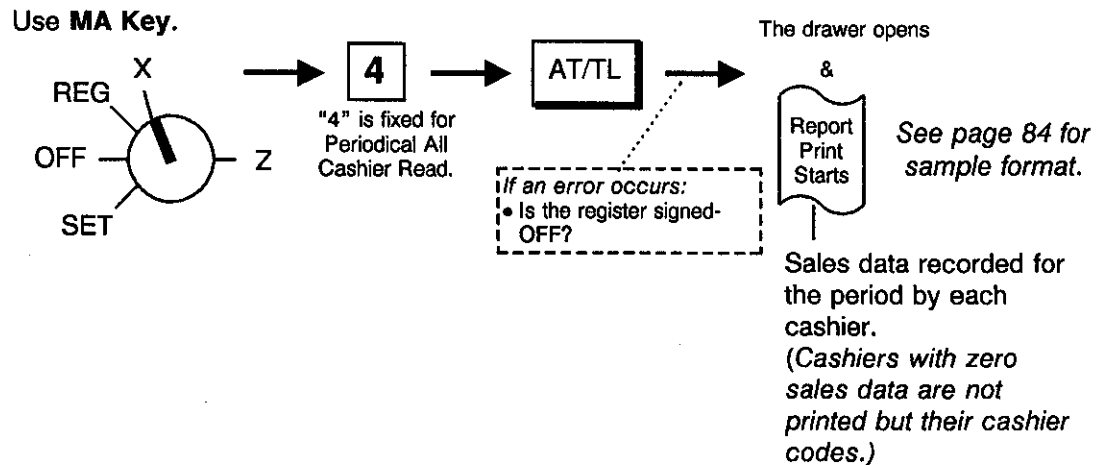 Use MA Key.
X
REG
OFF
Z
SET
4
"4" is fixed for
Periodical All
Cashier Read.
AT/TL
If an error occurs:
• Is the register signed-
OFF?
The drawer opens
&
Report
Print
Starts
See page 84 for
sample format.
Sales data recorded for
the period by each
cashier.
(Cashiers with zero
sales data are not
printed but their cashier
codes.)